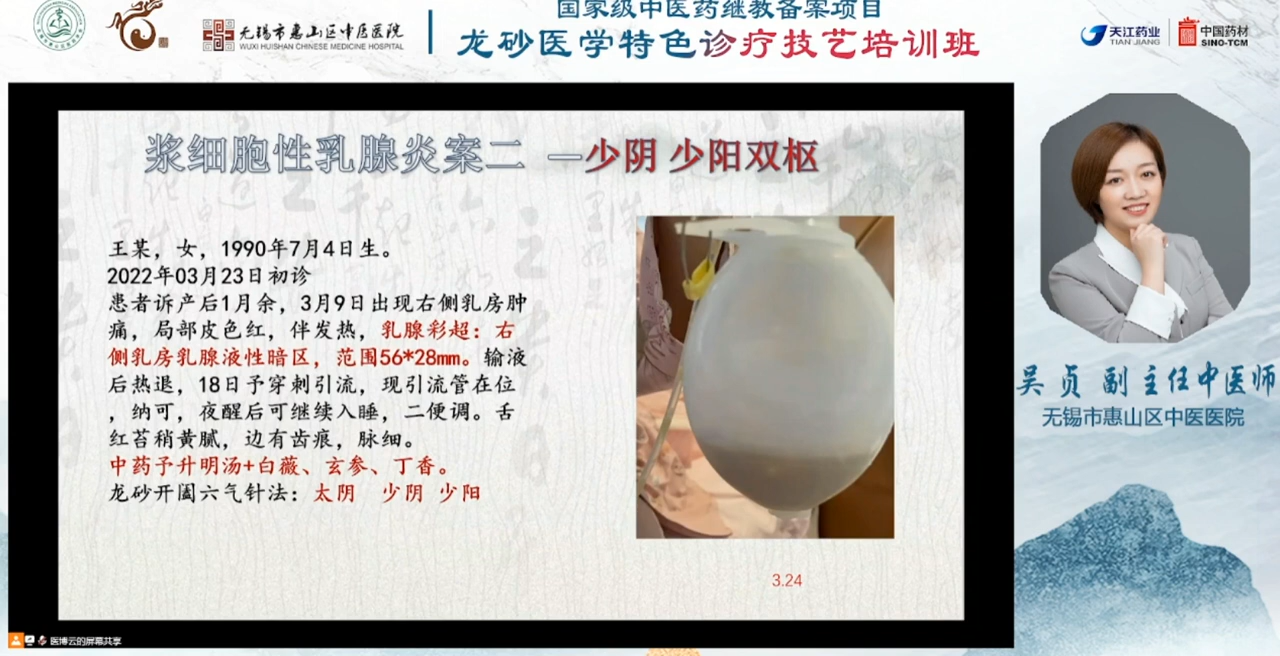 国家级中医药继教备案项目
龙砂医学特色诊疗技艺培训班
无锡市惠山区中医医院
WUXI HUISHAN CHINESE MEDICINE HOSPITAL
天江药业
TIAN JIANG
中国药材
SINO-TCM
浆细胞性乳腺炎案二 —少阴 少阳双枢
王某，女，1990年7月4日生。
2022年03月23日初诊
患者诉产后1月余，3月9日出现右侧乳房肿
痛，局部皮色红，伴发热，乳腺彩超：右
侧乳房乳腺液性暗区，范围56*28mm。输液
后热退，18日予穿刺引流，现引流管在位
，纳可，夜醒后可继续入睡，二便调。舌
红苔稍黄腻，边有齿痕，脉细。
中药予升明汤+白薇、玄参、丁香。
龙砂开阖六气针法：太阴 少阴 少阳
3.24
吴贞 副主任中医师
无锡市惠山区中医医院
医博云的屏幕共享